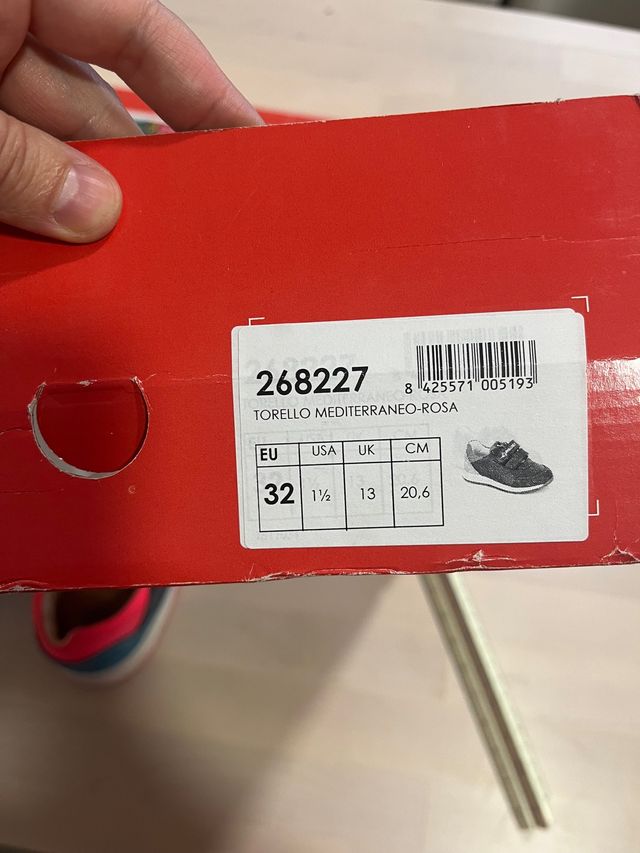 268227
8 425571 005193
TORELLO MEDITERRANEO-ROSA
EU USA UK CM
32 1½ 13 20,6